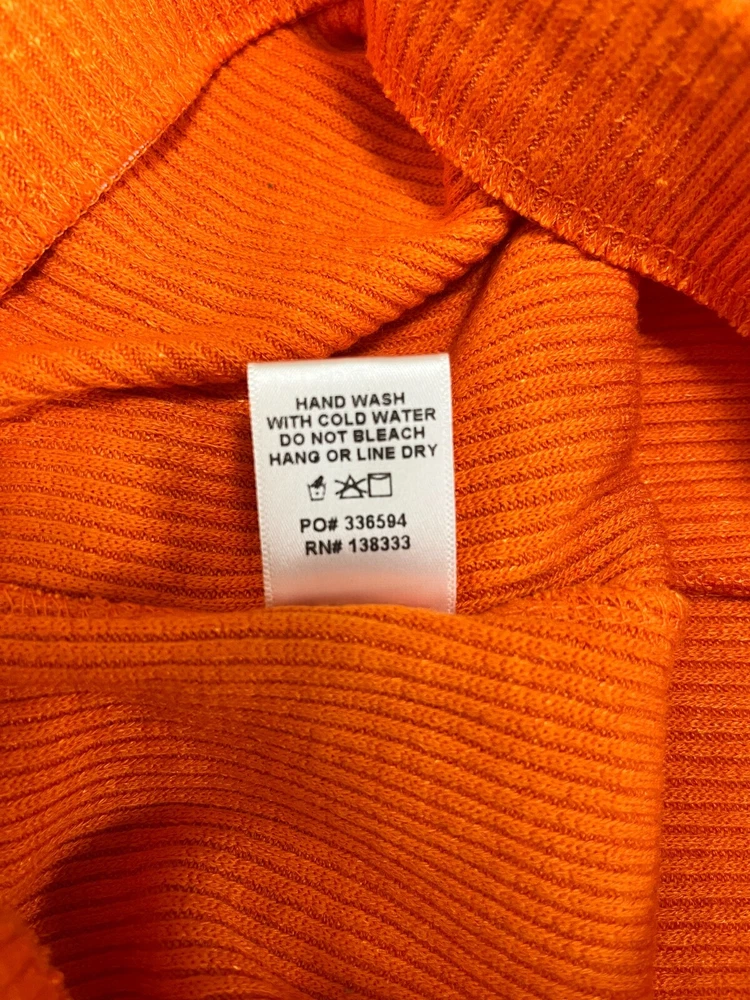 HAND WASH
WITH COLD WATER
DO NOT BLEACH
HANG OR LINE DRY
PO# 336594
RN# 138333